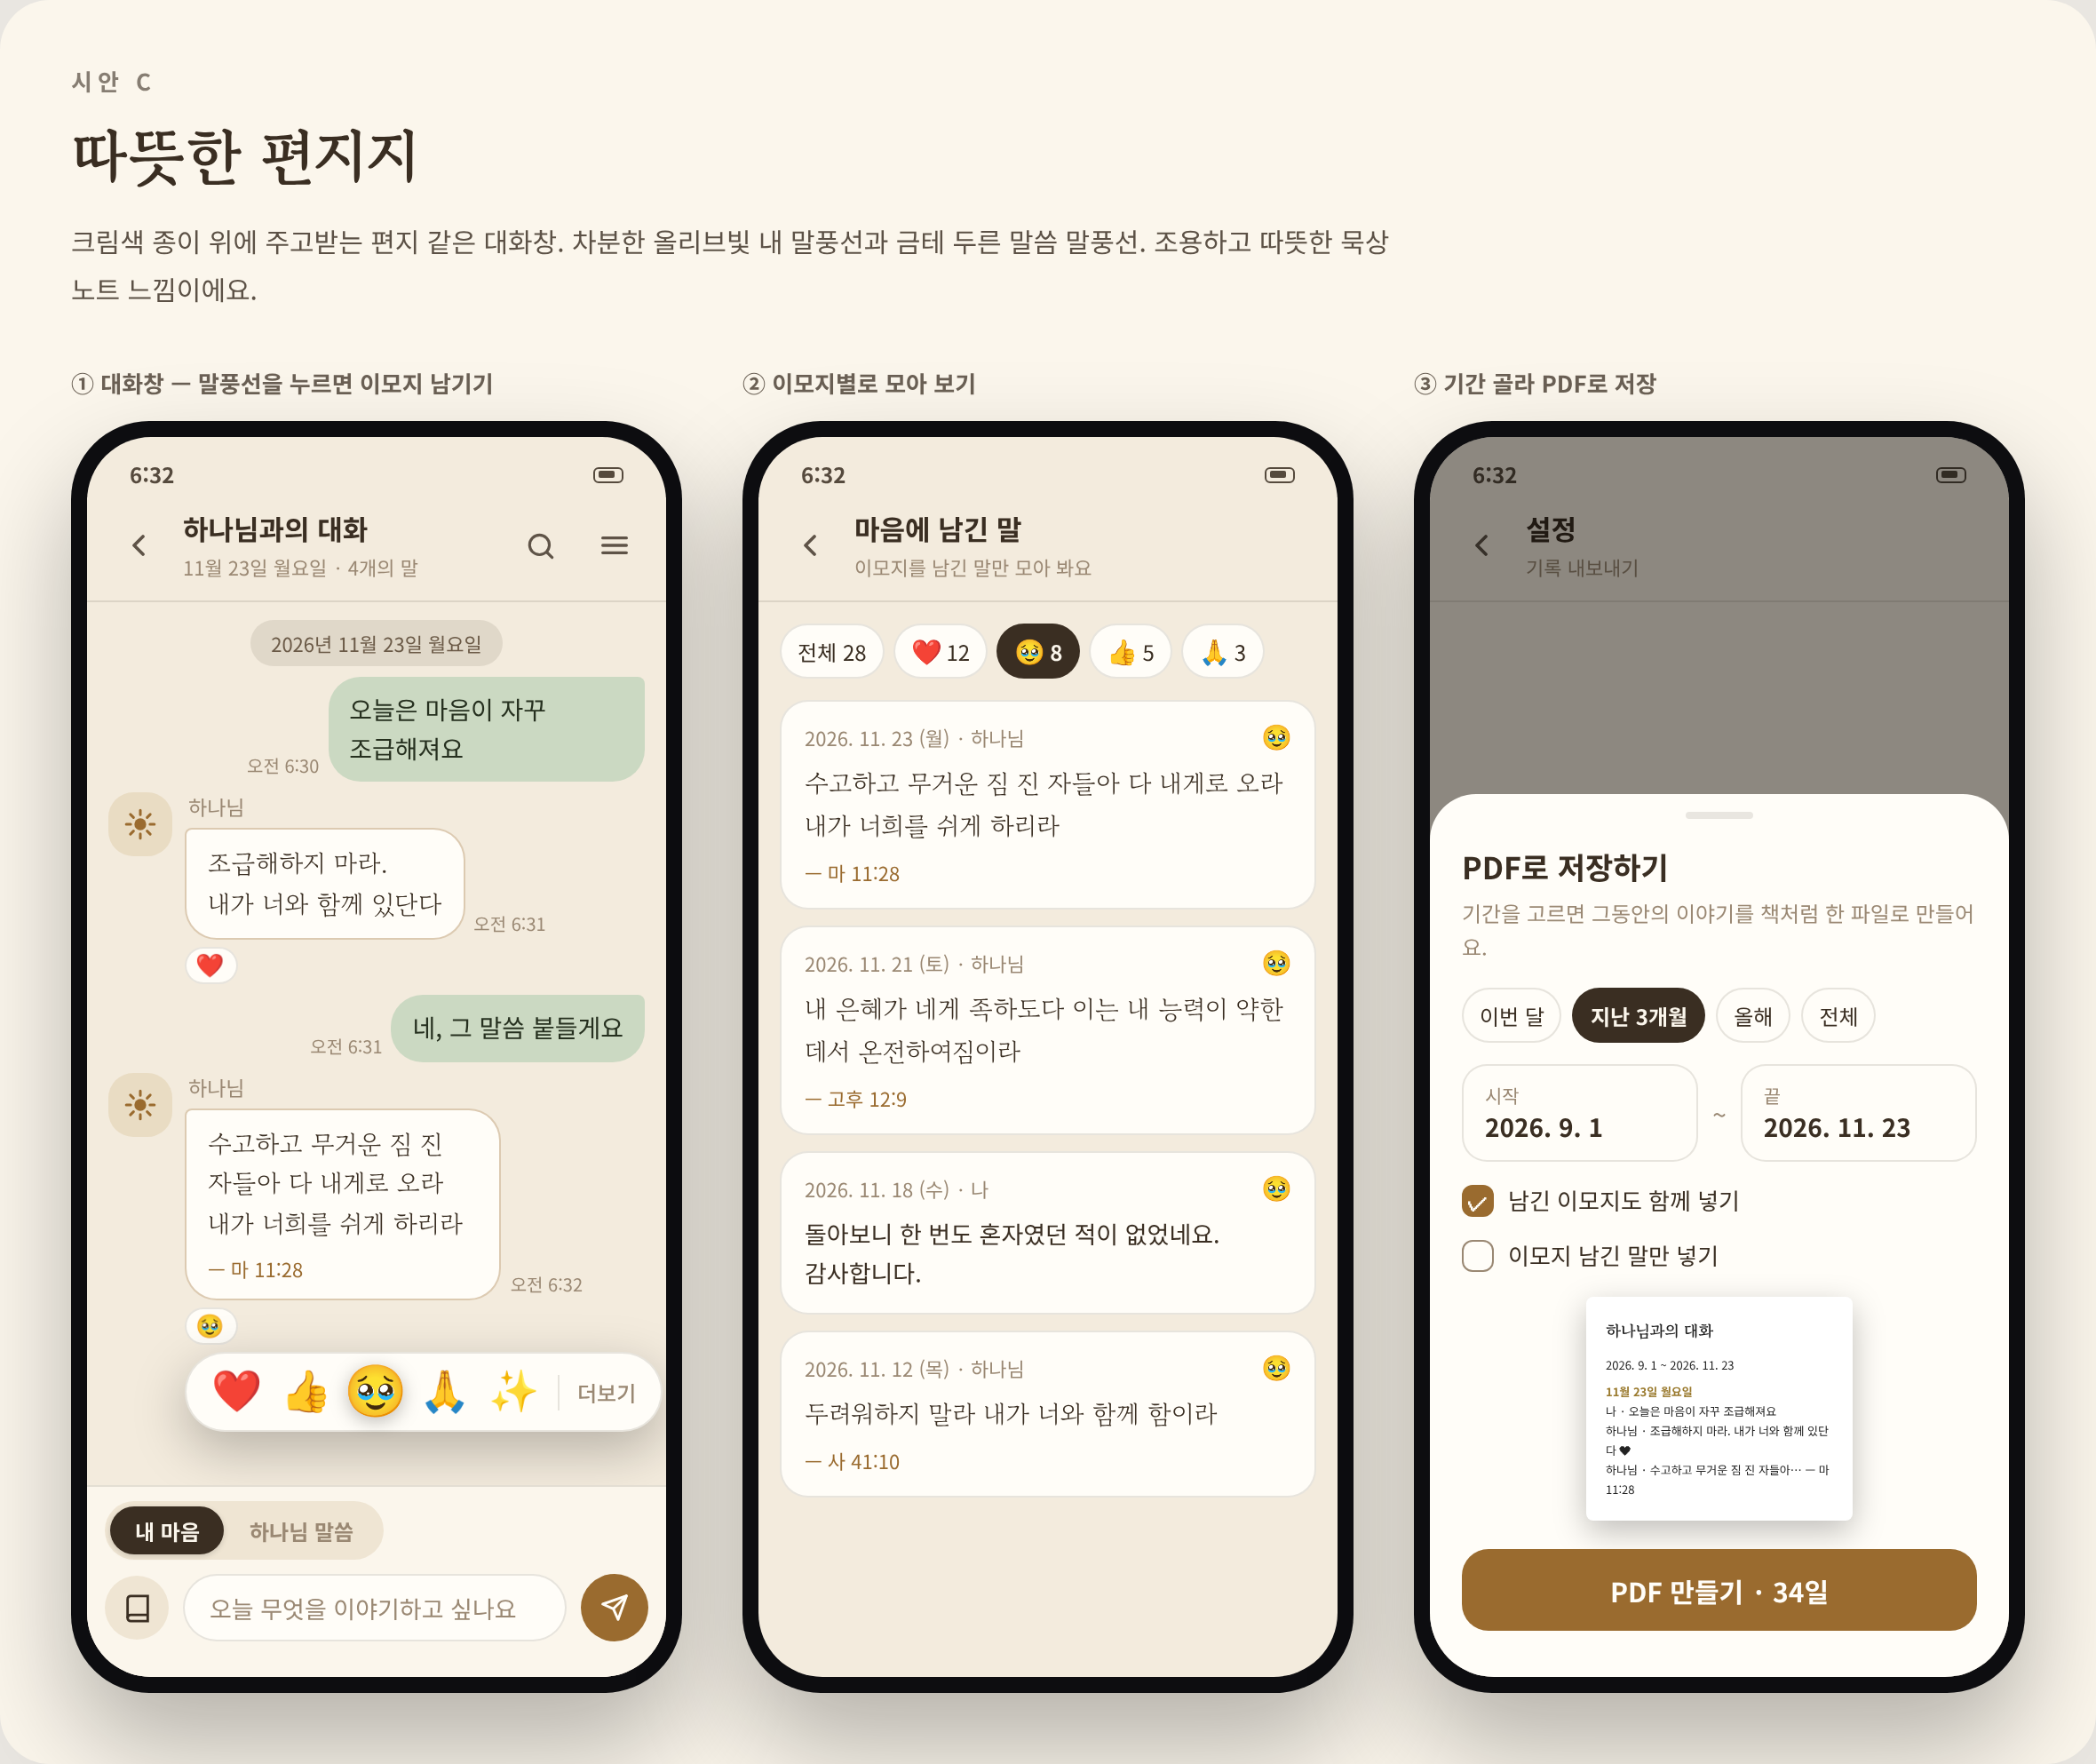 시안 C
따뜻한 편지지
크림색 종이 위에 주고받는 편지 같은 대화창. 차분한 올리브빛 내 말풍선과 금테 두른 말씀 말풍선. 조용하고 따뜻한 묵상
노트 느낌이에요.
① 대화창 — 말풍선을 누르면 이모지 남기기
6:32
하나님과의 대화
11월 23일 월요일 · 4개의 말
2026년 11월 23일 월요일
오늘은 마음이 자꾸
조급해져요
오전 6:30
하나님
조급해하지 마라.
내가 너와 함께 있단다
오전 6:31
❤️
네, 그 말씀 붙들게요
오전 6:31
하나님
수고하고 무거운 짐 진
자들아 다 내게로 오라
내가 너희를 쉬게 하리라
— 마 11:28
오전 6:32
🥹
❤️ 👍 🥹 🙏 ✨ 더보기
내 마음 하나님 말씀
오늘 무엇을 이야기하고 싶나요
② 이모지별로 모아 보기
6:32
마음에 남긴 말
이모지를 남긴 말만 모아 봐요
전체 28 ❤️ 12 🥹 8 👍 5 🙏 3
2026. 11. 23 (월) · 하나님 🥹
수고하고 무거운 짐 진 자들아 다 내게로 오라
내가 너희를 쉬게 하리라
— 마 11:28
2026. 11. 21 (토) · 하나님 🥹
내 은혜가 네게 족하도다 이는 내 능력이 약한
데서 온전하여짐이라
— 고후 12:9
2026. 11. 18 (수) · 나 🥹
돌아보니 한 번도 혼자였던 적이 없었네요.
감사합니다.
2026. 11. 12 (목) · 하나님 🥹
두려워하지 말라 내가 너와 함께 함이라
— 사 41:10
③ 기간 골라 PDF로 저장
6:32
설정
기록 내보내기
PDF로 저장하기
기간을 고르면 그동안의 이야기를 책처럼 한 파일로 만들어
요.
이번 달 지난 3개월 올해 전체
시작
2026. 9. 1
~
끝
2026. 11. 23
남긴 이모지도 함께 넣기
이모지 남긴 말만 넣기
하나님과의 대화
2026. 9. 1 ~ 2026. 11. 23
11월 23일 월요일
나 · 오늘은 마음이 자꾸 조급해져요
하나님 · 조급해하지 마라. 내가 너와 함께 있단
다 ♥
하나님 · 수고하고 무거운 짐 진 자들아… — 마
11:28
PDF 만들기 · 34일